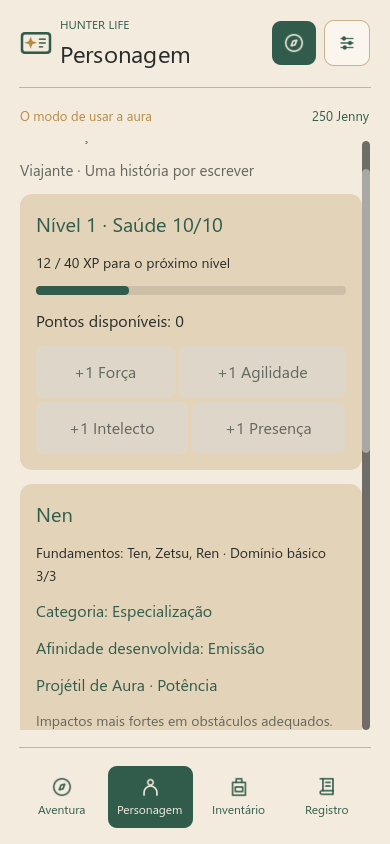 HUNTER LIFE
Personagem
O modo de usar a aura
250 Jenny
Viajante · Uma história por escrever
Nível 1 · Saúde 10/10
12 / 40 XP para o próximo nível
Pontos disponíveis: 0
+1 Força
+1 Agilidade
+1 Intelecto
+1 Presença
Nen
Fundamentos: Ten, Zetsu, Ren · Domínio básico
3/3
Categoria: Especialização
Afinidade desenvolvida: Emissão
Projétil de Aura · Potência
Impactos mais fortes em obstáculos adequados.
Aventura
Personagem
Inventário
Registro